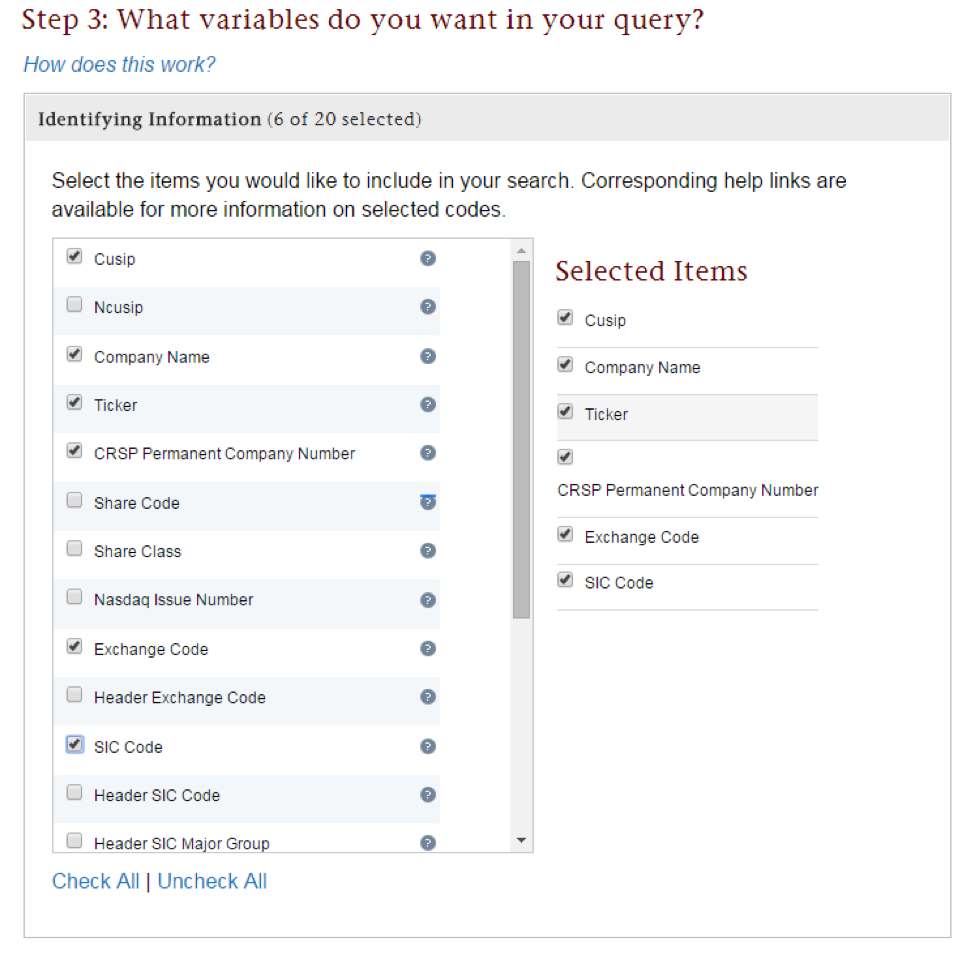 Step 3: What variables do you want in your query?
How does this work?
Identifying Information (6 of 20 selected)
Select the items you would like to include in your search. Corresponding help links are
available for more information on selected codes.
Cusip
Ncusip
Company Name
Ticker
CRSP Permanent Company Number
Share Code
Share Class
Nasdaq Issue Number
Exchange Code
Header Exchange Code
SIC Code
Header SIC Code
Header SIC Major Group
Selected Items
Cusip
Company Name
Ticker
CRSP Permanent Company Number
Exchange Code
SIC Code
Check All | Uncheck All